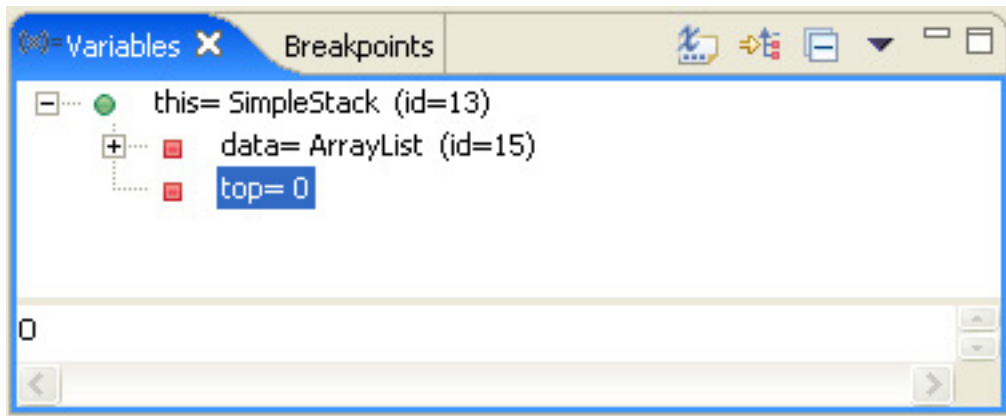 (x)= Variables Breakpoints
this= SimpleStack (id=13)
data= ArrayList (id=15)
top= 0
0